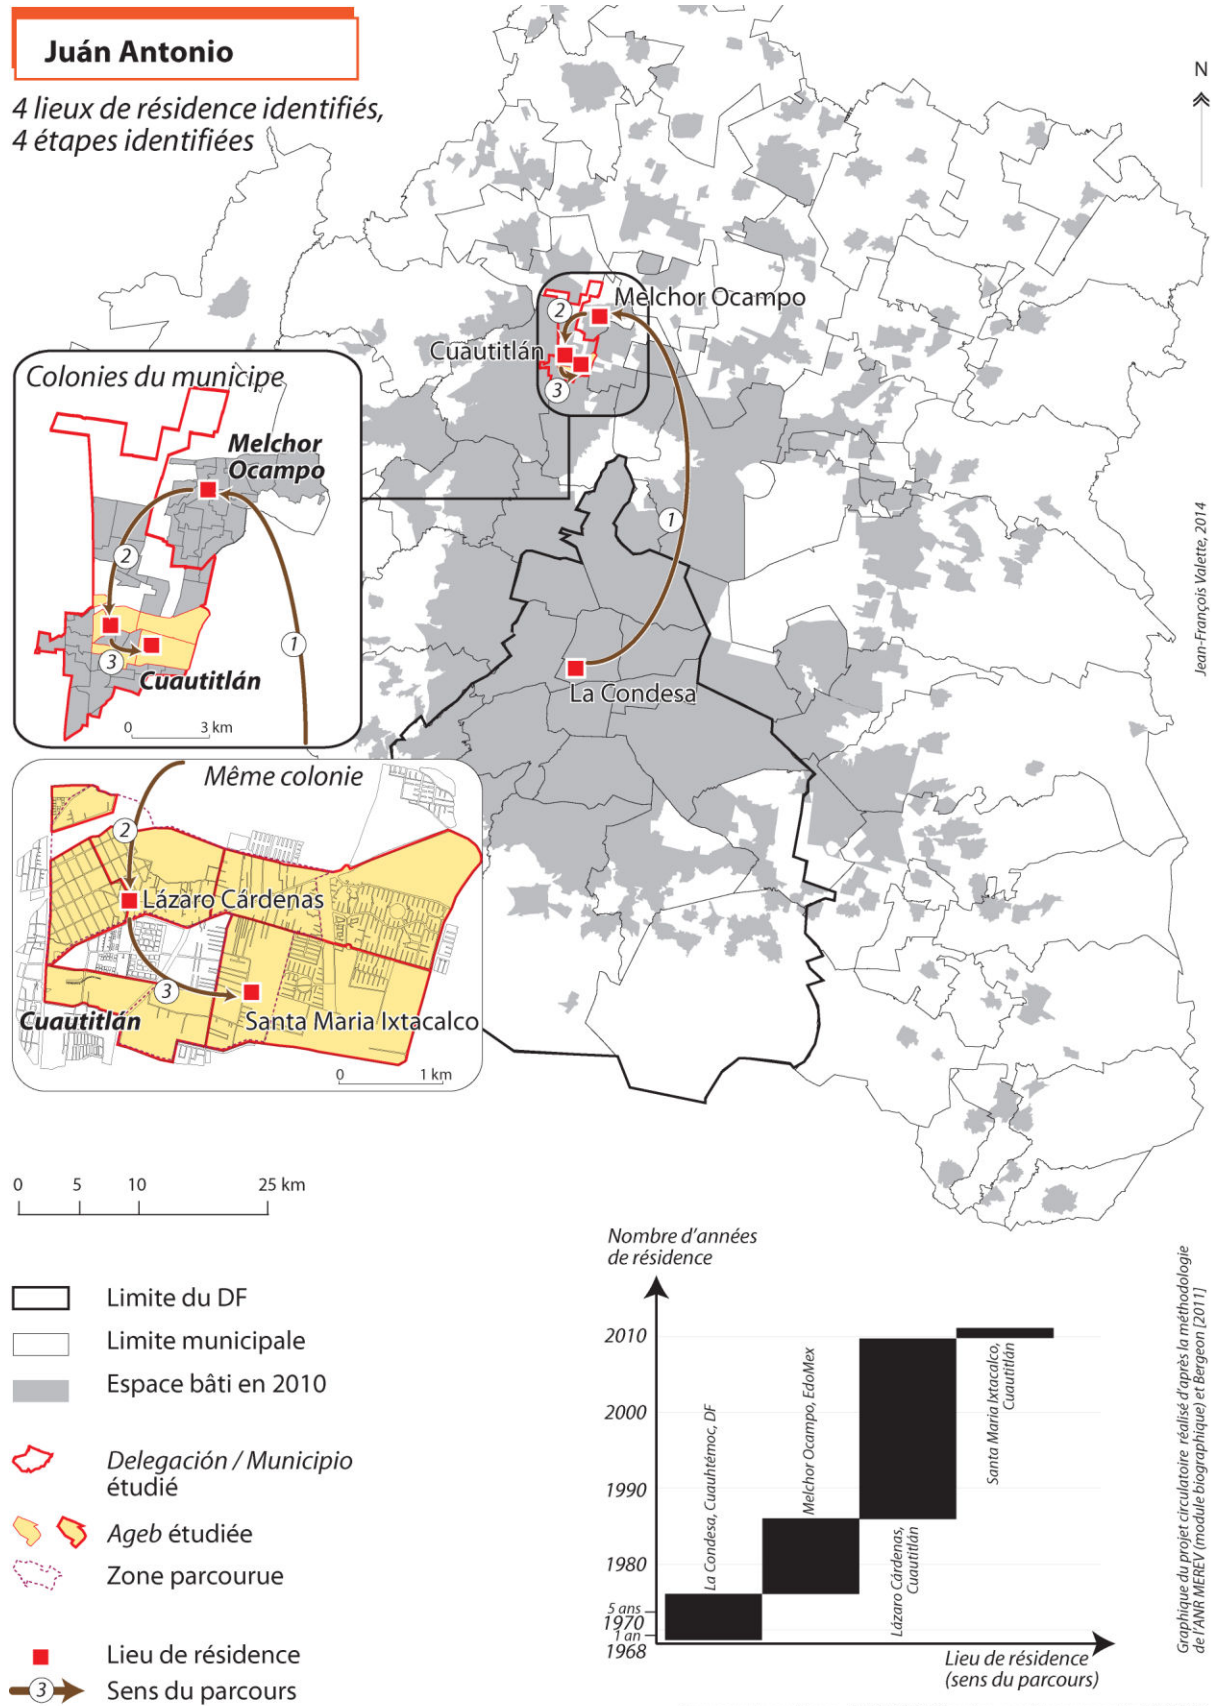 Juán Antonio
4 lieux de résidence identifiés,
4 étapes identifiées
N
Melchor Ocampo
2
Cuautitlán
3
1
La Condesa
Jean-François Valette, 2014
Colonies du municipe
Melchor
Ocampo
2
1
3
Cuautitlán
0 3 km
Même colonie
2
Lázaro Cárdenas
3
Cuautitlán
Santa Maria Ixtacalco
0 1 km
0 5 10 25 km
Limite du DF
Limite municipale
Espace bâti en 2010
Delegación / Municipio
étudié
Ageb étudiée
Zone parcourue
Lieu de résidence
3
Sens du parcours
Nombre d'années
de résidence
2010
2000
1990
1980
5 ans
1970
1 an
1968
La Condesa, Cuauhtémoc, DF
Melchor Ocampo, EdoMex
Lázaro Cárdenas,
Cuautitlán
Santa Maria Ixtacalco,
Cuautitlán
Lieu de résidence
(sens du parcours)
Graphique du projet circulatoire réalisé d'après la méthodologie
de l'ANR MEREV (module biographique) et Bergeon [2011]